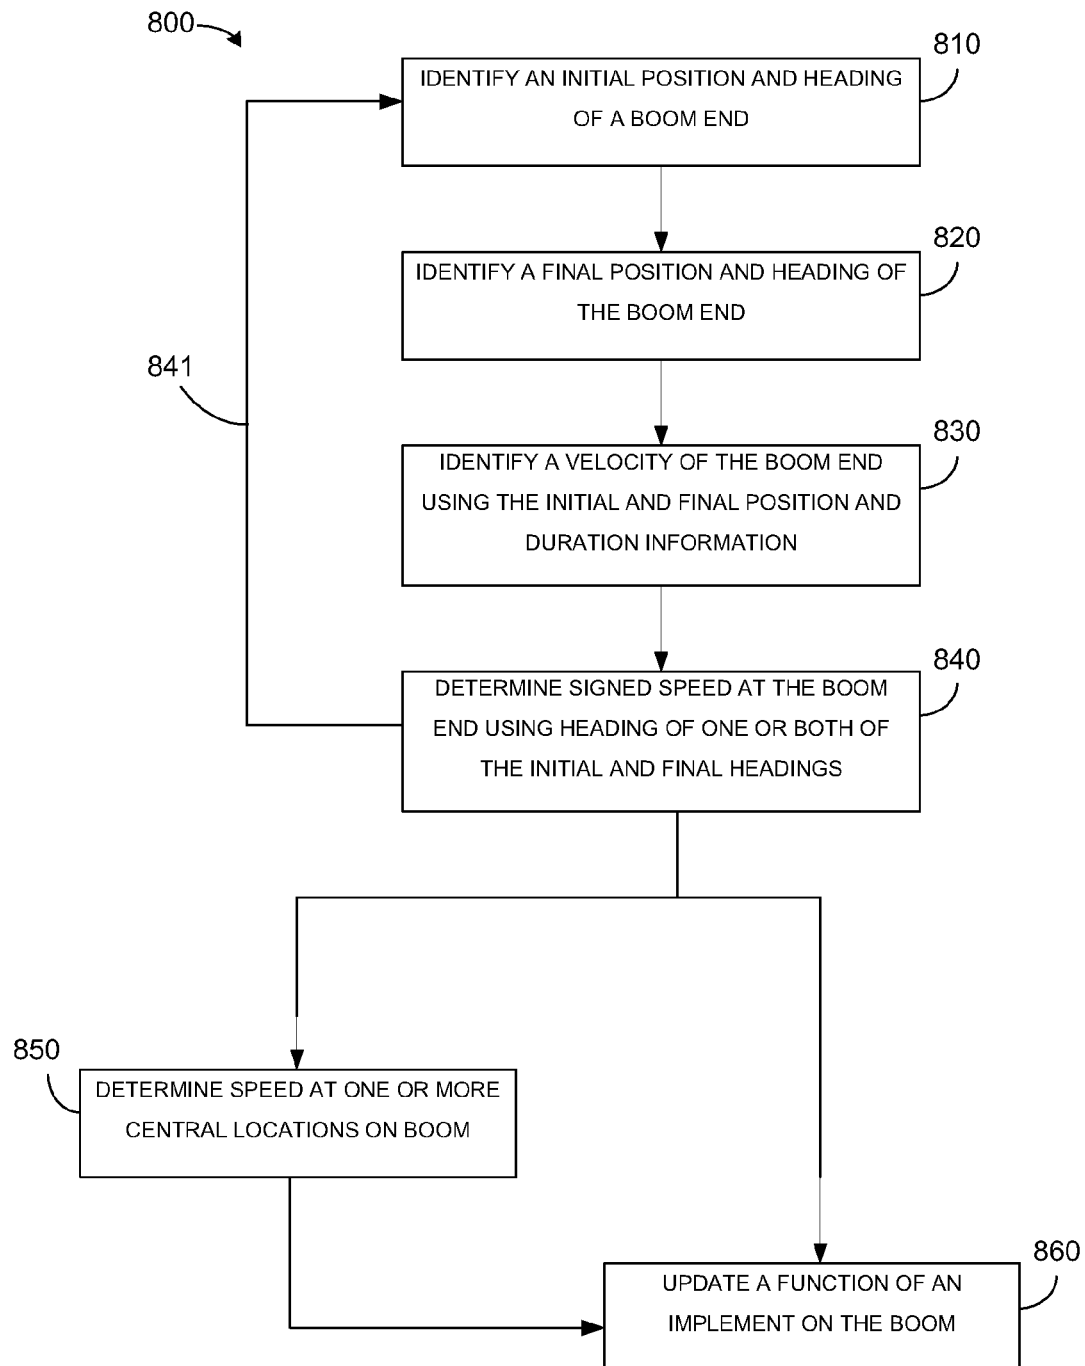 800
810
IDENTIFY AN INITIAL POSITION AND HEADING
OF A BOOM END
820
IDENTIFY A FINAL POSITION AND HEADING OF
THE BOOM END
841
830
IDENTIFY A VELOCITY OF THE BOOM END
USING THE INITIAL AND FINAL POSITION AND
DURATION INFORMATION
840
DETERMINE SIGNED SPEED AT THE BOOM
END USING HEADING OF ONE OR BOTH OF
THE INITIAL AND FINAL HEADINGS
850
DETERMINE SPEED AT ONE OR MORE
CENTRAL LOCATIONS ON BOOM
860
UPDATE A FUNCTION OF AN
IMPLEMENT ON THE BOOM